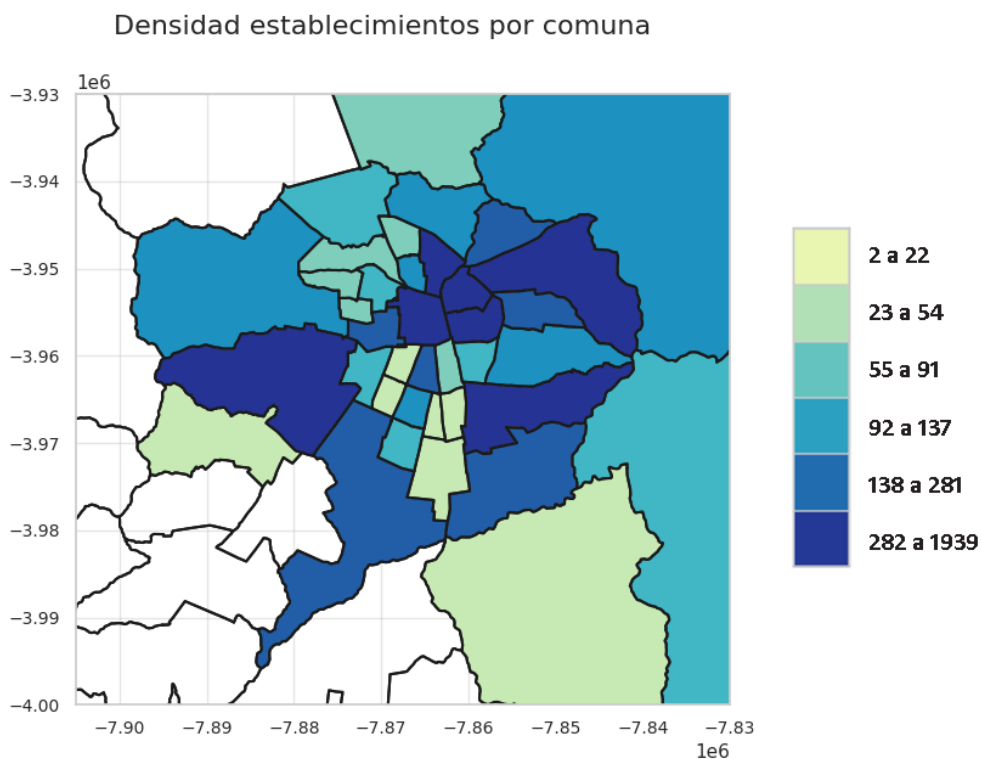 Densidad establecimientos por comuna
1e6
−3.93
−3.94
−3.95
−3.96
−3.97
−3.98
−3.99
−4.00
−7.90 −7.89 −7.88 −7.87 −7.86 −7.85 −7.84 −7.83
1e6
2 a 22
23 a 54
55 a 91
92 a 137
138 a 281
282 a 1939